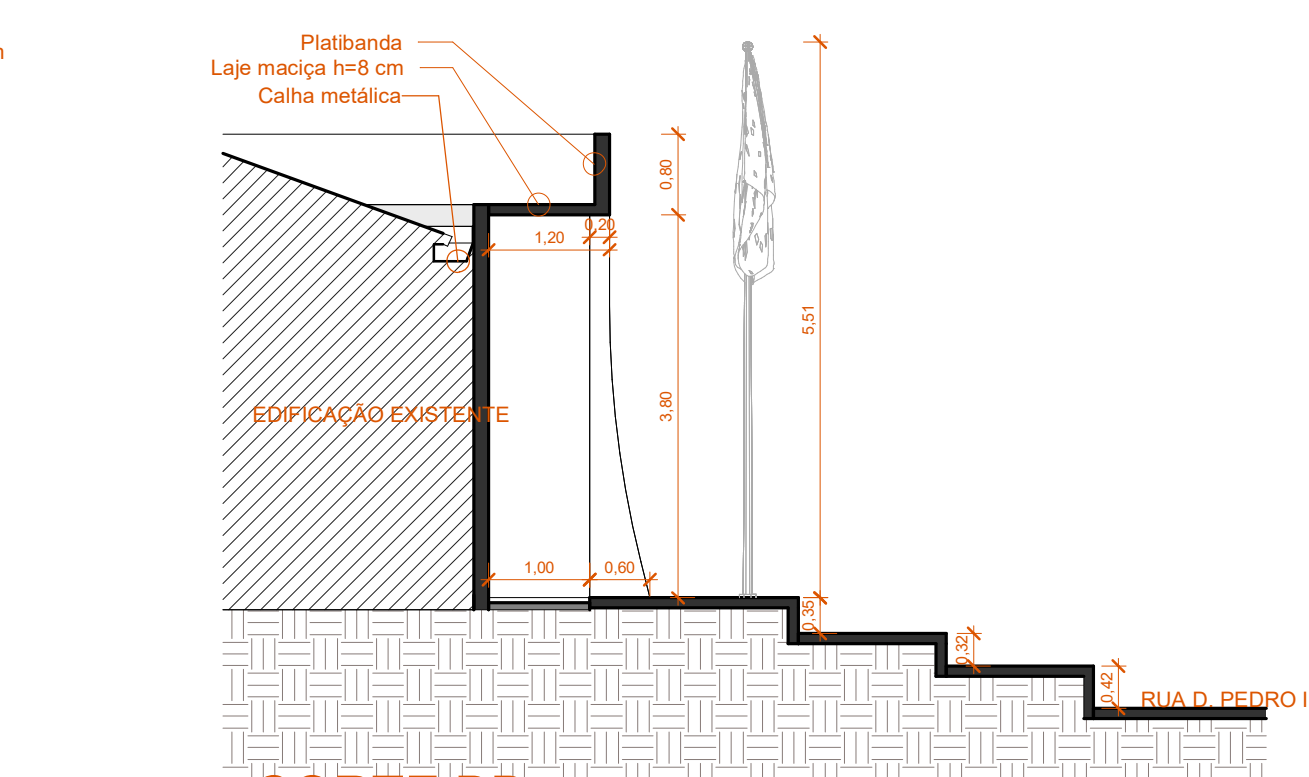 Platibanda
Laje maciça h=8 cm
Calha metálica
0,80
0,20
1,20
5,51
3,80
EDIFICAÇÃO EXISTENTE
1,00
0,60
0,35
0,32
0,42
RUA D. PEDRO I